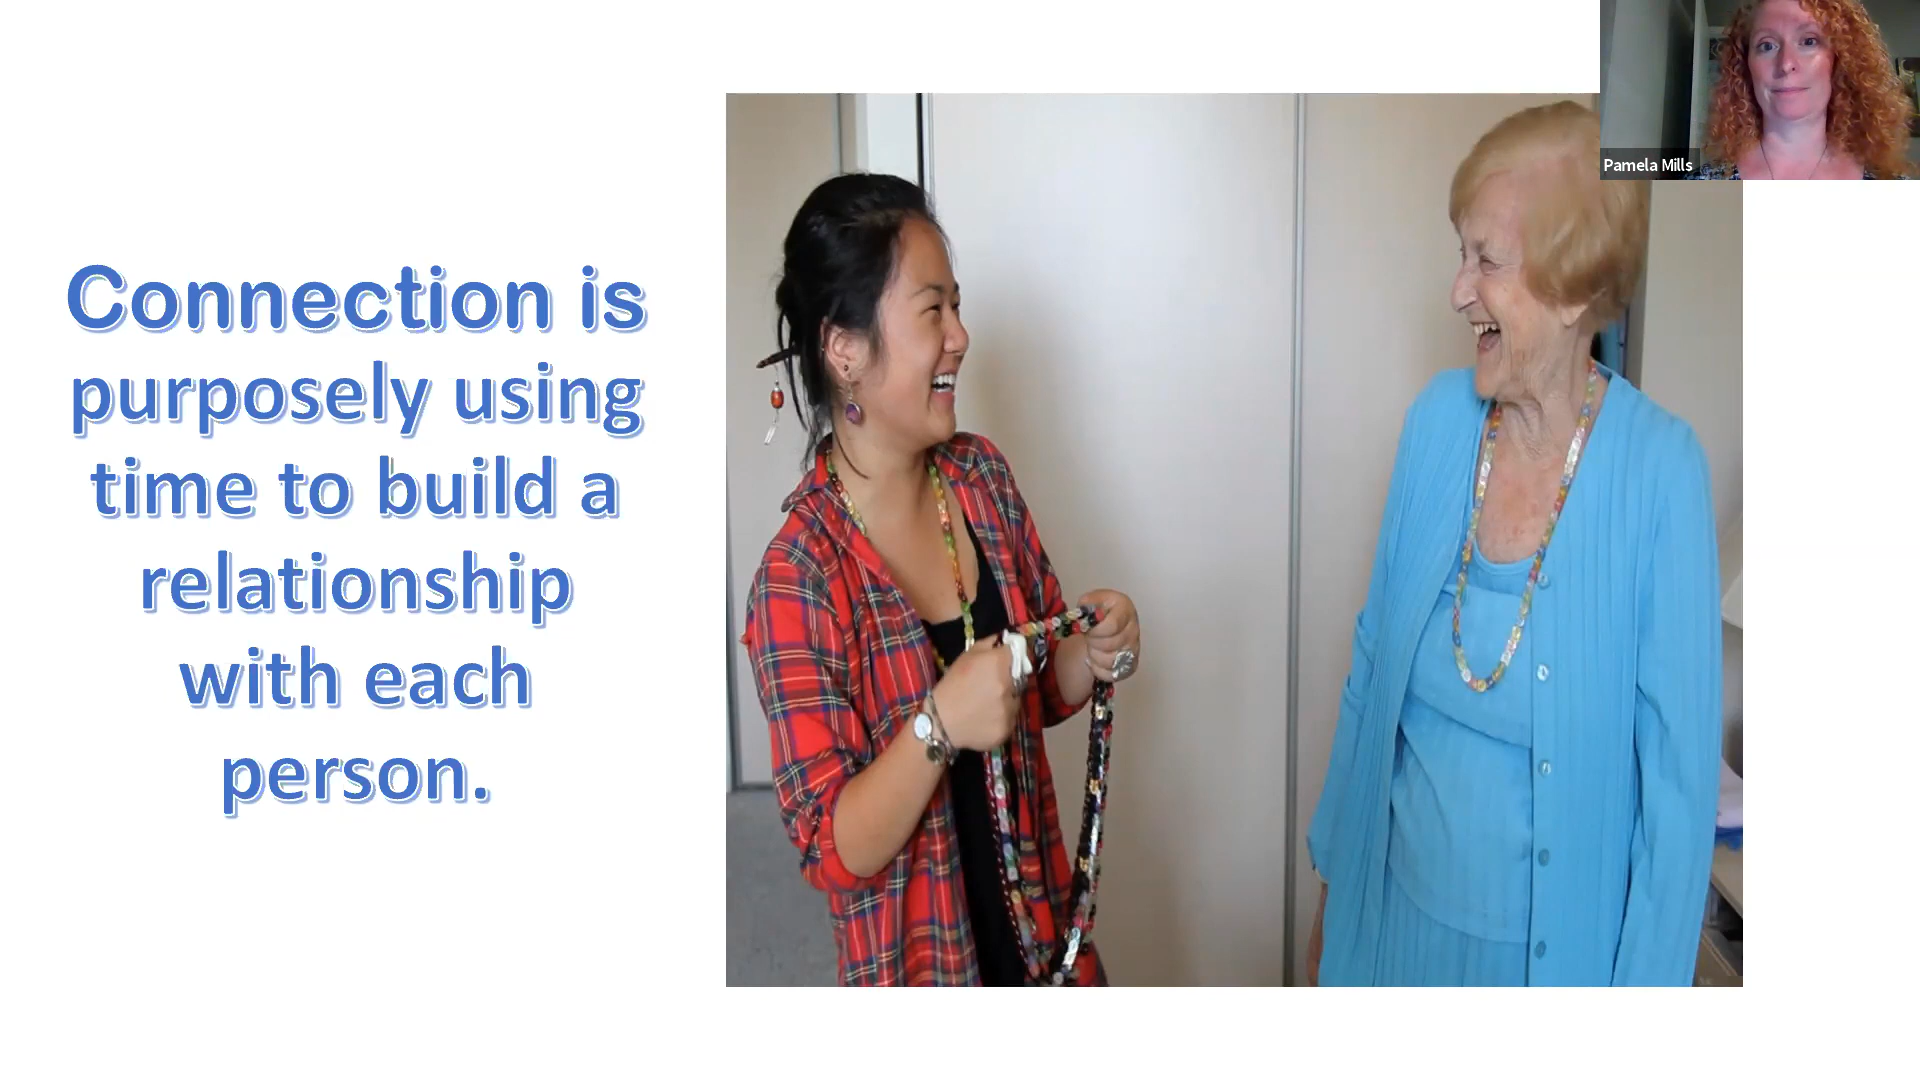 Connection is
purposely using
time to build a
relationship
with each
person.
Pamela Mills